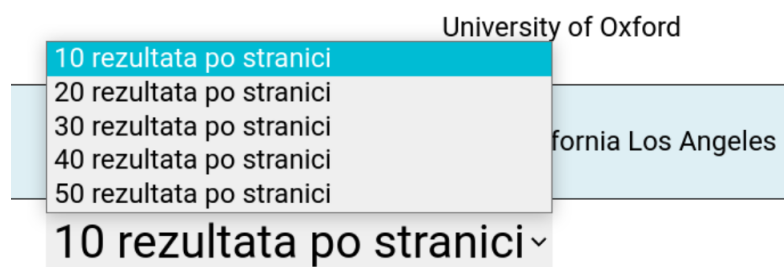 University of Oxford
10 rezultata po stranici
20 rezultata po stranici
30 rezultata po stranici
fornia Los Angeles
40 rezultata po stranici
50 rezultata po stranici
10 rezultata po stranici